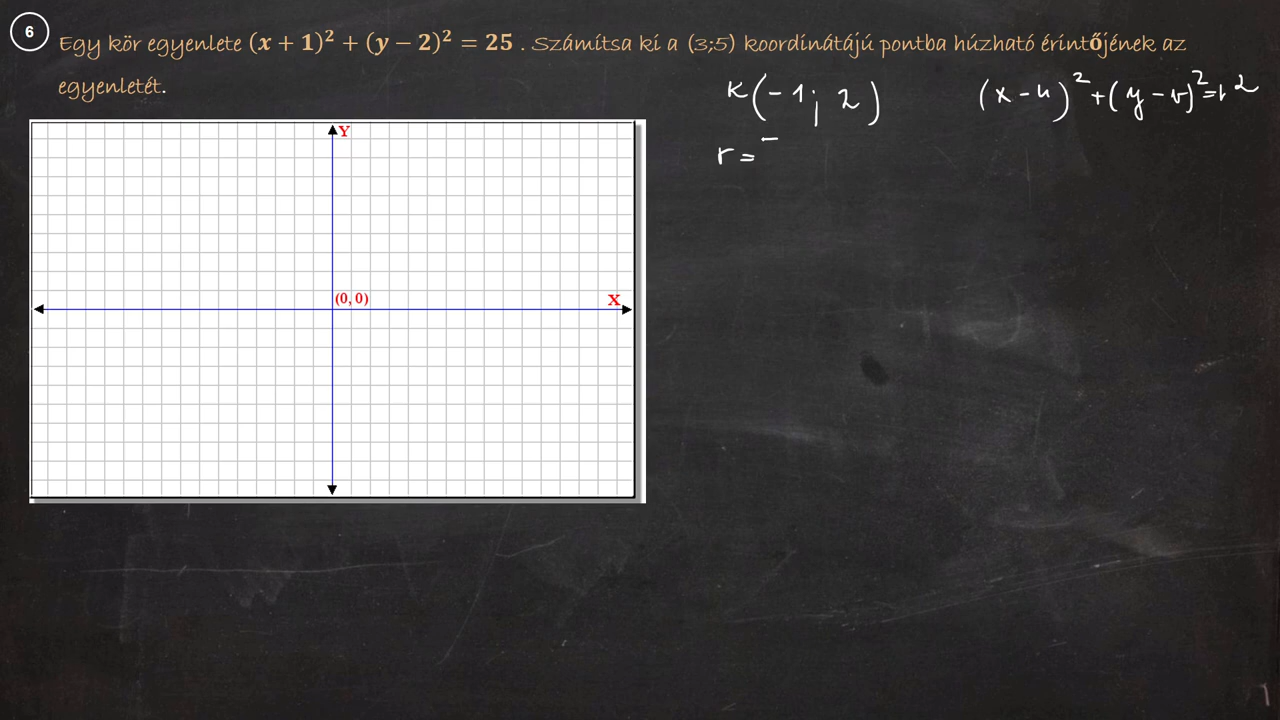 6
Egy kör egyenlete (x + 1)² + (y − 2)² = 25 . Számítsa ki a (3;5) koordinátájú pontba húzható érintőjének az
egyenletét.
K(-1; 2)
(x-u)²+(y-v)²=r²
r=
Y
(0, 0)
X